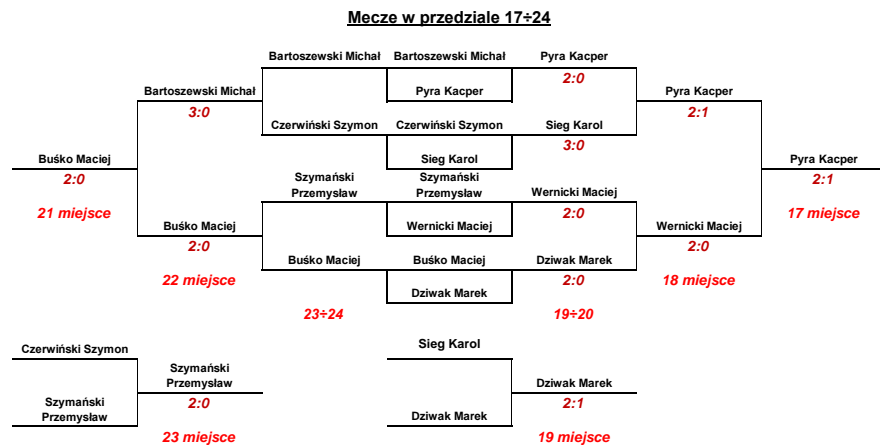 Mecze w przedziale 17÷24
Bartoszewski Michał Bartoszewski Michał Pyra Kacper
2:0
Bartoszewski Michał Pyra Kacper Pyra Kacper
3:0 2:1
Czerwiński Szymon Czerwiński Szymon Sieg Karol
3:0
Buśko Maciej Sieg Karol Pyra Kacper
2:0 2:1
Szymański
Przemysław
Szymański
Przemysław
Wernicki Maciej
2:0
21 miejsce 17 miejsce
Buśko Maciej Wernicki Maciej Wernicki Maciej
2:0 2:0
Buśko Maciej Buśko Maciej Dziwak Marek
2:0
22 miejsce 18 miejsce
Dziwak Marek
23÷24 19÷20
Czerwiński Szymon Sieg Karol
Szymański
Przemysław
Dziwak Marek
2:0 2:1
Szymański
Przemysław
Dziwak Marek
23 miejsce 19 miejsce